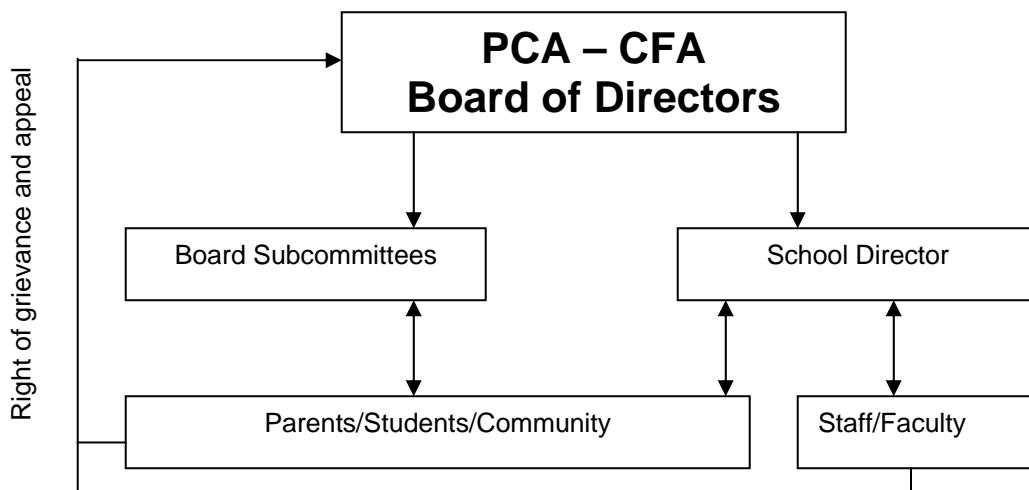 PCA – CFA
Board of Directors
Right of grievance and appeal
Board Subcommittees
School Director
Parents/Students/Community
Staff/Faculty